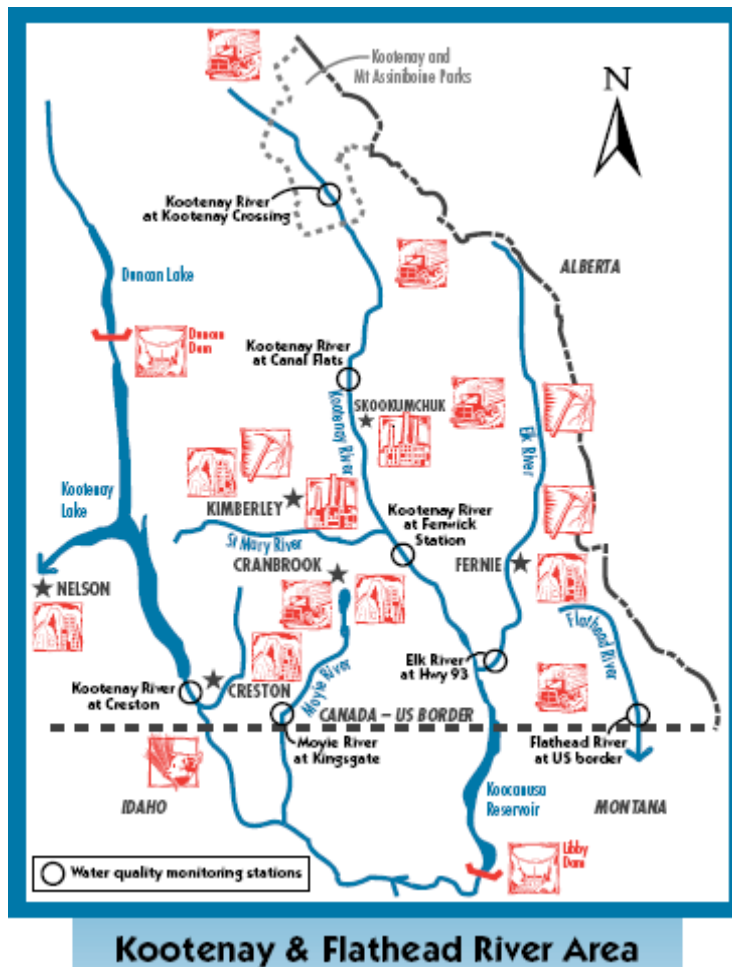 Kootenay and
Mt Assiniboine Parks
N
Kootenay River
at Kootenay Crossing
ALBERTA
Duncan Lake
Duncan
Dam
Kootenay River
at Canal Flats
SKOOKUMCHUK
Kootenay River
Elk River
Kootenay
Lake
KIMBERLEY
Kootenay River
at Fenwick
Station
St Mary River
CRANBROOK
FERNIE
NELSON
Flathead River
Elk River
at Hwy 93
Kootenay River
at Creston
CRESTON
Moyie River
CANADA – US BORDER
Moyie River
at Kingsgate
Flathead River
at US border
IDAHO
Koocanusa
Reservoir
MONTANA
Libby
Dam
Water quality monitoring stations
Kootenay & Flathead River Area